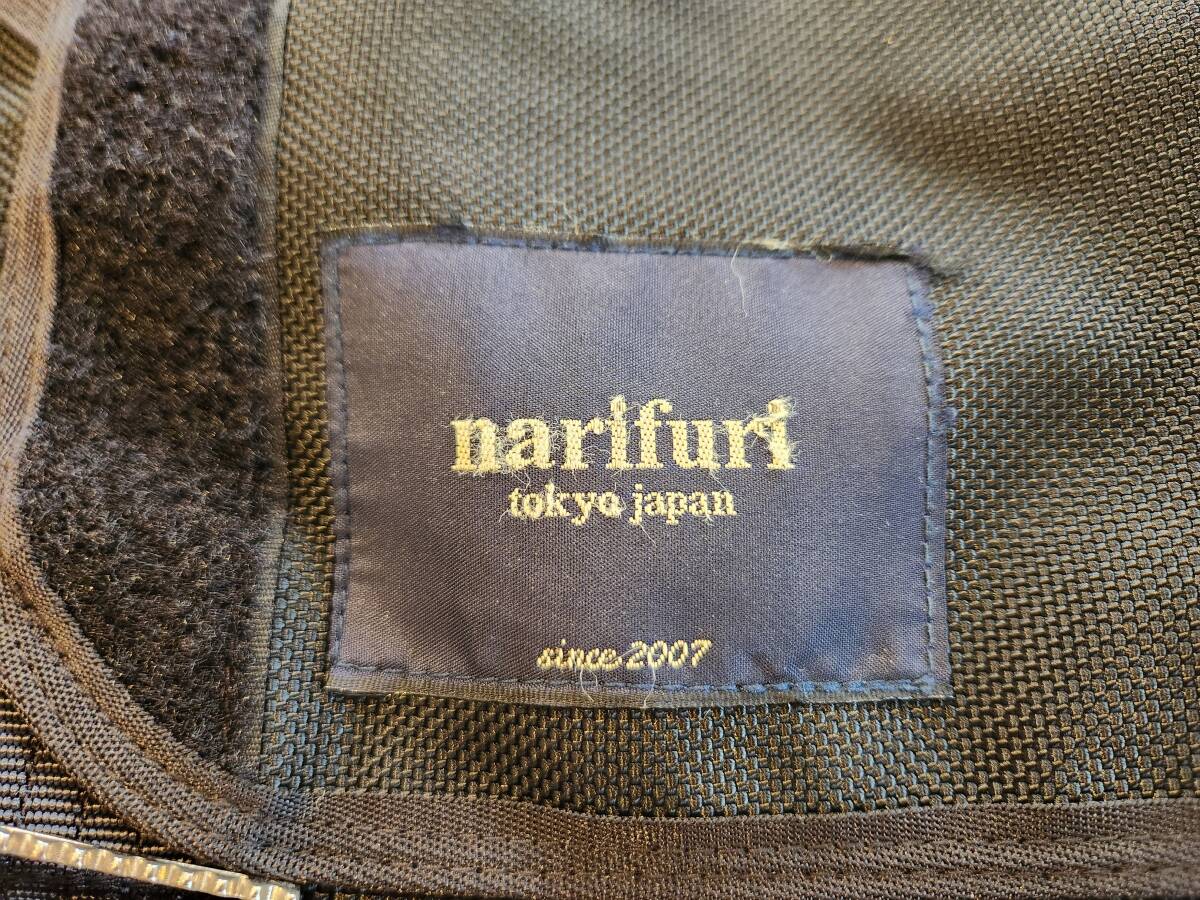 narifuri
tokyo japan
since 2007